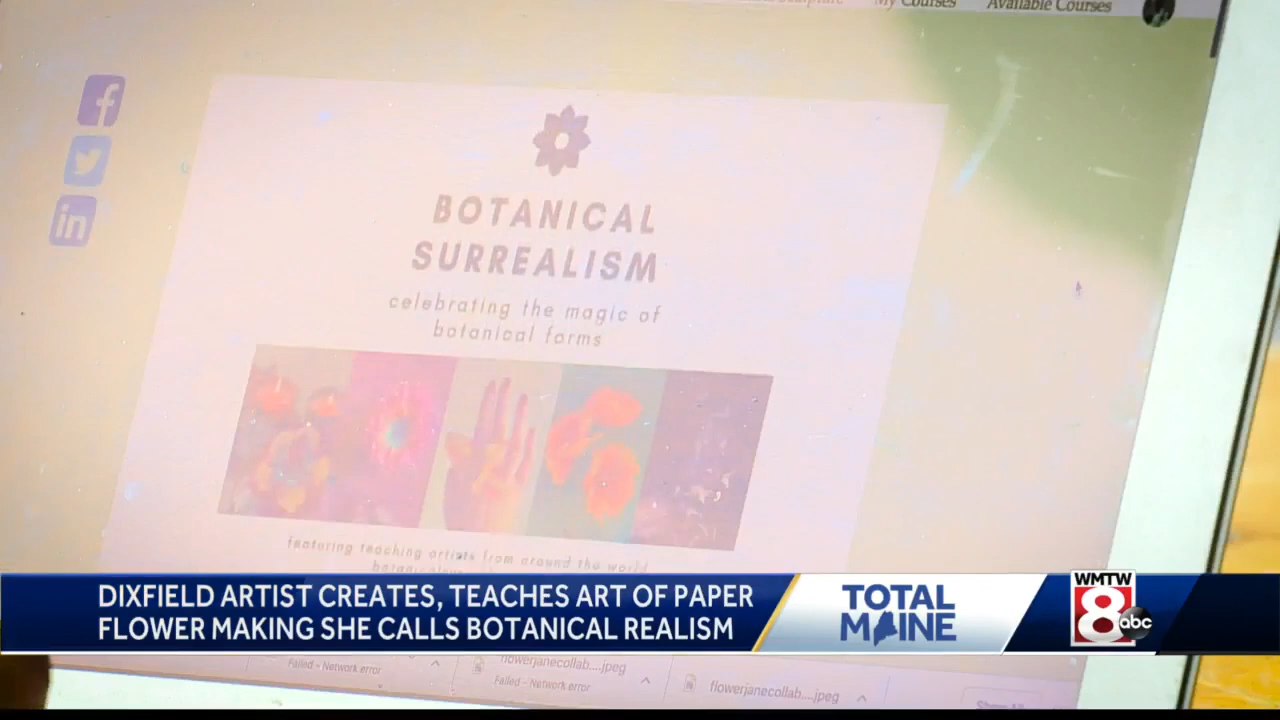 My Courses
Available Courses
f
in
BOTANICAL
SURREALISM
celebrating the magic of
botanical forms
featuring teaching artists from around the world
DIXFIELD ARTIST CREATES, TEACHES ART OF PAPER
FLOWER MAKING SHE CALLS BOTANICAL REALISM
TOTAL
MAINE
WMTW
8
abc
Failed - Network error
flowerjanecollab....jpeg
Failed - Network error
flowerjanecollab....jpeg